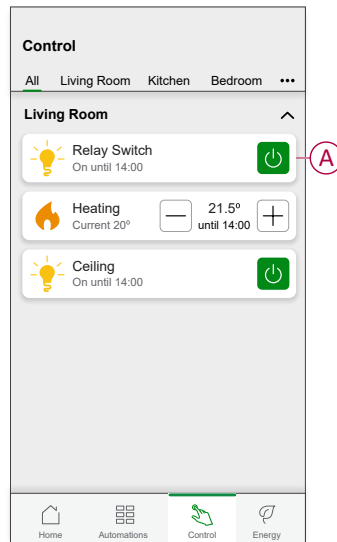 Control
All Living Room Kitchen Bedroom •••
Living Room
Relay Switch
On until 14:00
A
Heating
Current 20º
21.5º
until 14:00
Ceiling
On until 14:00
Home Automations Control Energy